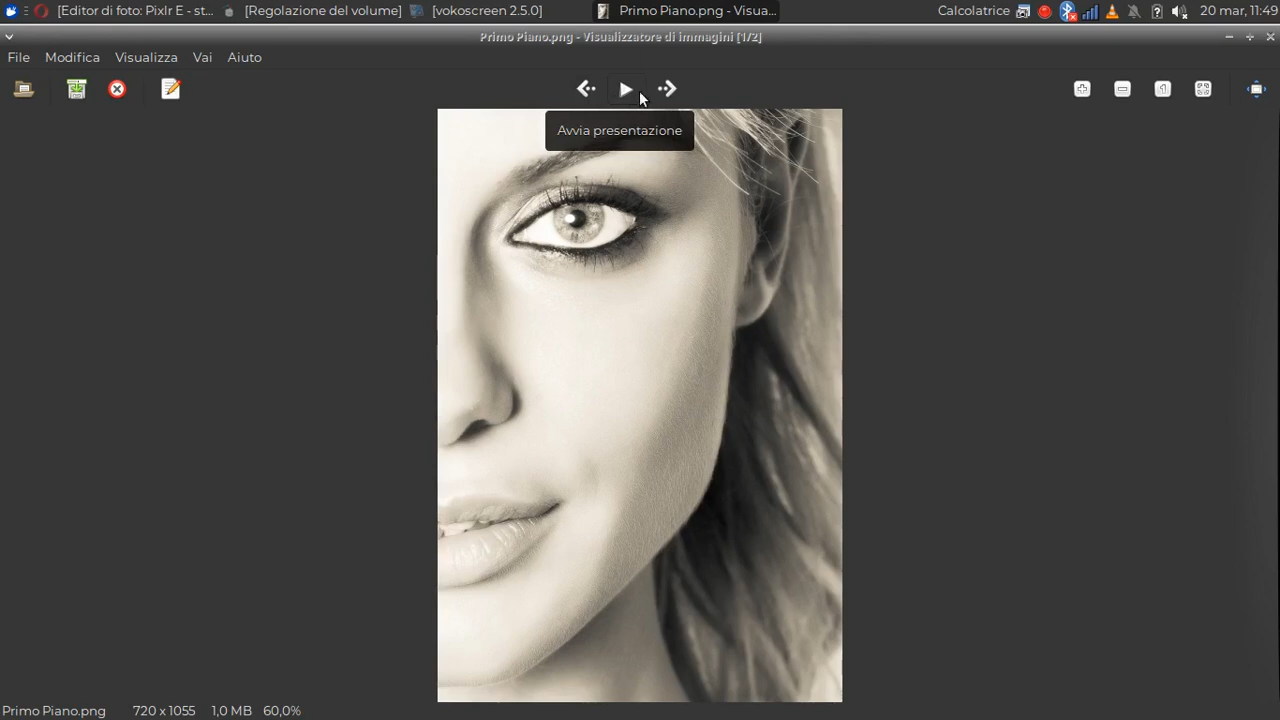 [Editor di foto: Pixlr E - st... [Regolazione del volume] [vokoscreen 2.5.0] Primo Piano.png - Visua... Calcolatrice 20 mar, 11:49
Primo Piano.png - Visualizzatore di immagini [1/2]
File Modifica Visualizza Vai Aiuto
Avvia presentazione
Primo Piano.png 720 x 1055 1,0 MB 60,0%